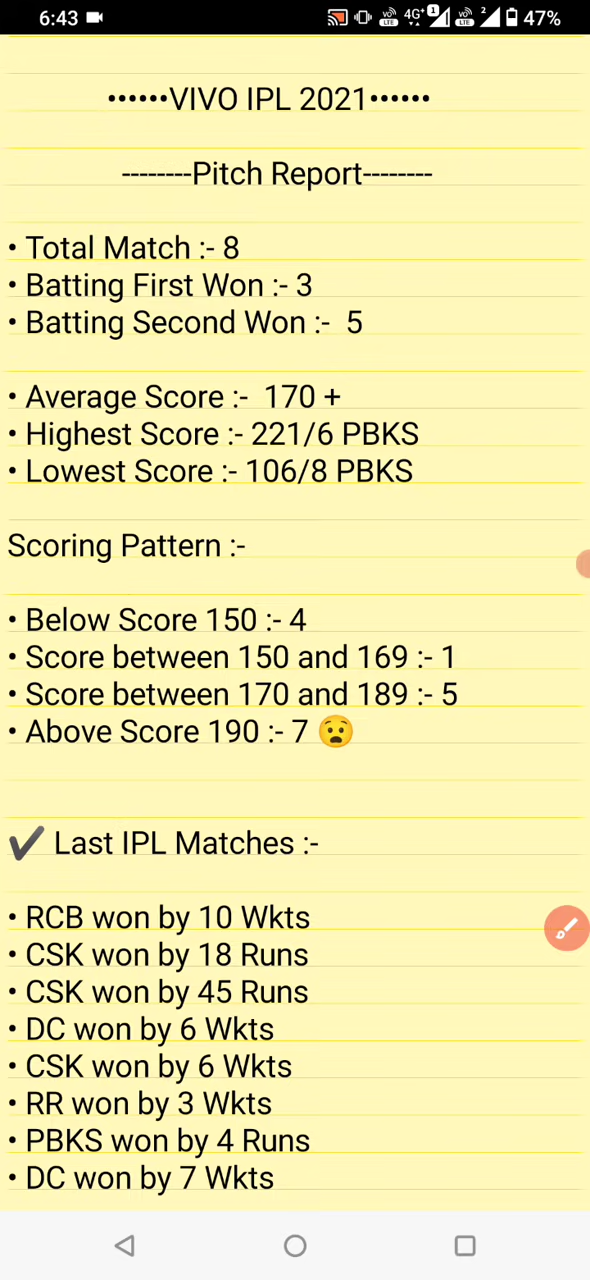 6:43 4G+ 1 2 47%
••••••VIVO IPL 2021••••••
--------Pitch Report--------
• Total Match :- 8
• Batting First Won :- 3
• Batting Second Won :-  5
• Average Score :-  170 +
• Highest Score :- 221/6 PBKS
• Lowest Score :- 106/8 PBKS
Scoring Pattern :-
• Below Score 150 :- 4
• Score between 150 and 169 :- 1
• Score between 170 and 189 :- 5
• Above Score 190 :- 7 😧
✔️ Last IPL Matches :-
• RCB won by 10 Wkts
• CSK won by 18 Runs
• CSK won by 45 Runs
• DC won by 6 Wkts
• CSK won by 6 Wkts
• RR won by 3 Wkts
• PBKS won by 4 Runs
• DC won by 7 Wkts